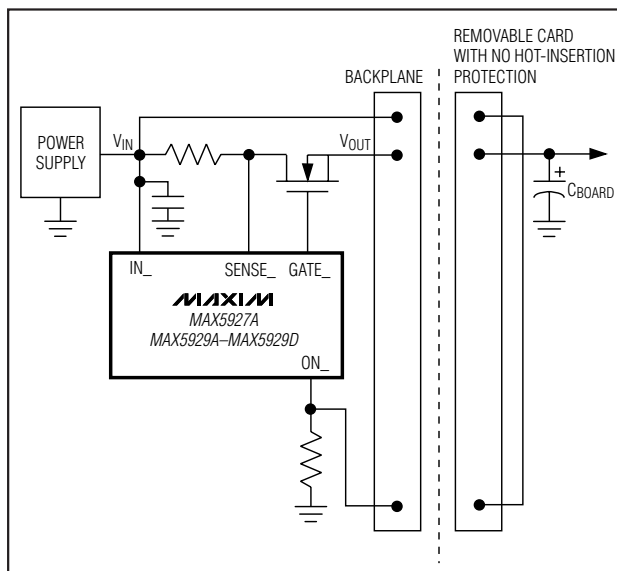 REMOVABLE CARD
WITH NO HOT-INSERTION
PROTECTION
BACKPLANE
POWER
SUPPLY
VIN
VOUT
+
CBOARD
IN_
SENSE_
GATE_
MAXIM
MAX5927A
MAX5929A–MAX5929D
ON_